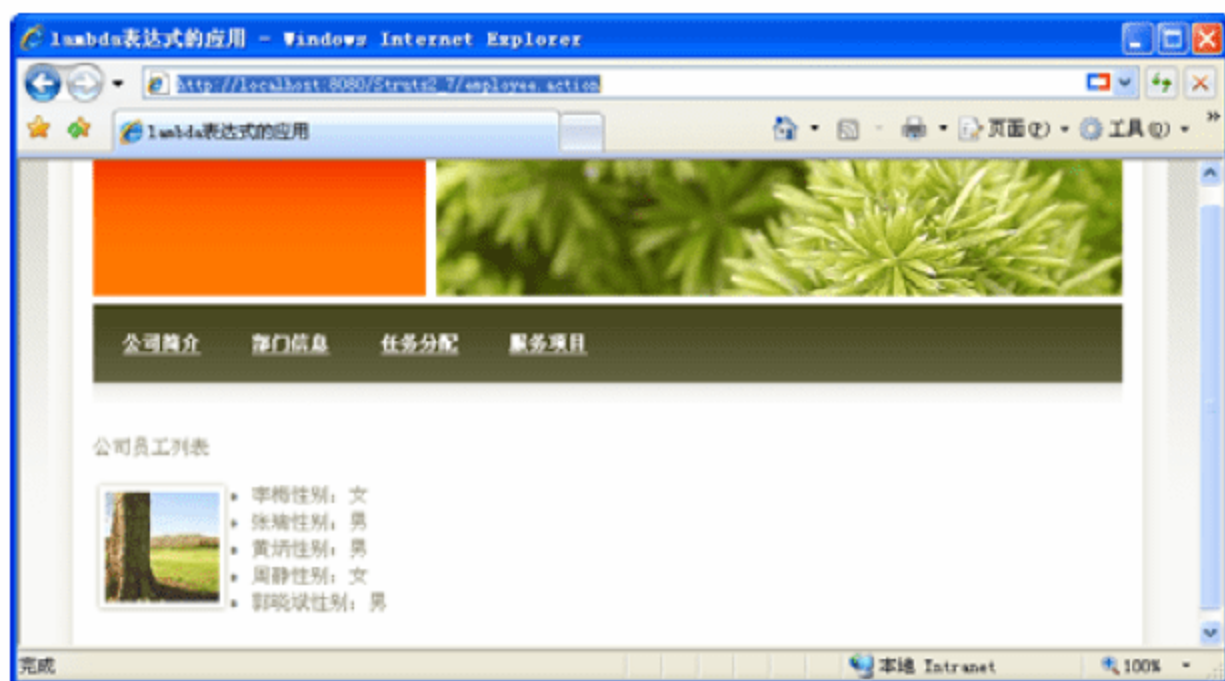 lambda表达式的应用 - Windows Internet Explorer
http://localhost:8080/Struts2_7/employee.action
lambda表达式的应用
页面(P)
工具(O)
公司简介 部门信息 任务分配 服务项目
公司员工列表
李梅性别：女
张瑜性别：男
黄炳性别：男
周静性别：女
郭晓斌性别：男
完成
本地 Intranet
100%